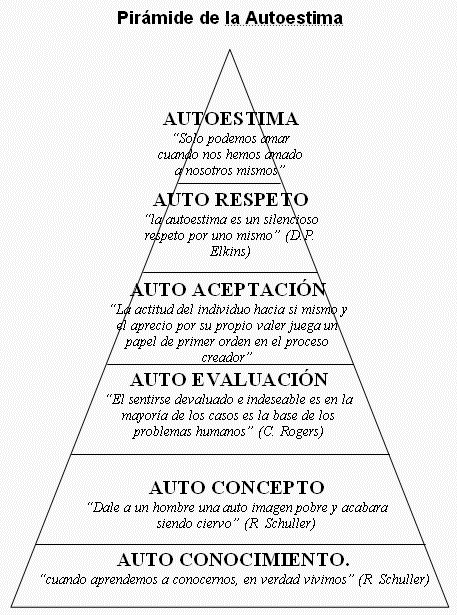 Pirámide de la Autoestima
AUTOESTIMA
“Solo podemos amar
cuando nos hemos amado
a nosotros mismos”
AUTO RESPETO
“la autoestima es un silencioso
respeto por uno mismo” (D.P.
Elkins)
AUTO ACEPTACIÓN
“La actitud del individuo hacia si mismo y
el aprecio por su propio valer juega un
papel de primer orden en el proceso
creador”
AUTO EVALUACIÓN
“El sentirse devaluado e indeseable es en la
mayoría de los casos es la base de los
problemas humanos” (C. Rogers)
AUTO CONCEPTO
“Dale a un hombre una auto imagen pobre y acabara
siendo ciervo” (R. Schuller)
AUTO CONOCIMIENTO.
“cuando aprendemos a conocernos, en verdad vivimos” (R. Schuller)